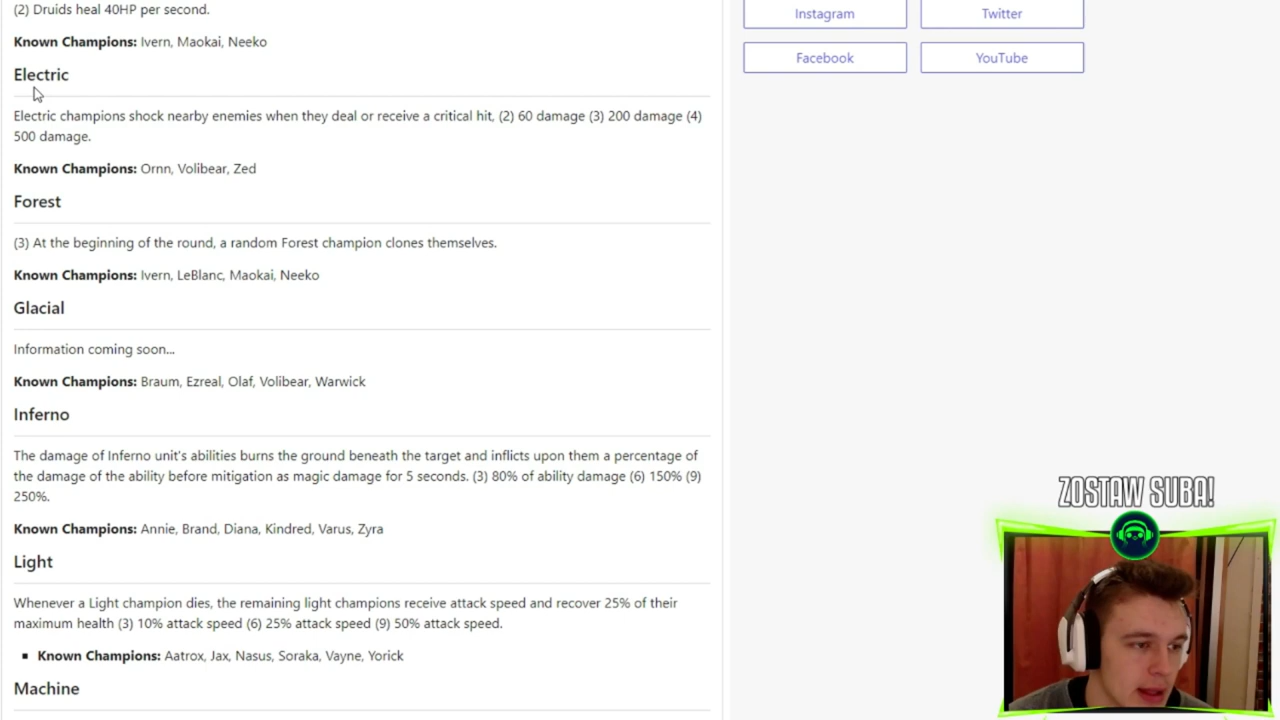 (2) Druids heal 40HP per second.
Known Champions: Ivern, Maokai, Neeko
Electric
Electric champions shock nearby enemies when they deal or receive a critical hit, (2) 60 damage (3) 200 damage (4)
500 damage.
Known Champions: Ornn, Volibear, Zed
Forest
(3) At the beginning of the round, a random Forest champion clones themselves.
Known Champions: Ivern, LeBlanc, Maokai, Neeko
Glacial
Information coming soon...
Known Champions: Braum, Ezreal, Olaf, Volibear, Warwick
Inferno
The damage of Inferno unit's abilities burns the ground beneath the target and inflicts upon them a percentage of
the damage of the ability before mitigation as magic damage for 5 seconds. (3) 80% of ability damage (6) 150% (9)
250%.
Known Champions: Annie, Brand, Diana, Kindred, Varus, Zyra
Light
Whenever a Light champion dies, the remaining light champions receive attack speed and recover 25% of their
maximum health (3) 10% attack speed (6) 25% attack speed (9) 50% attack speed.
▪ Known Champions: Aatrox, Jax, Nasus, Soraka, Vayne, Yorick
Machine
Instagram
Twitter
Facebook
YouTube
ZOSTAW SUBA!